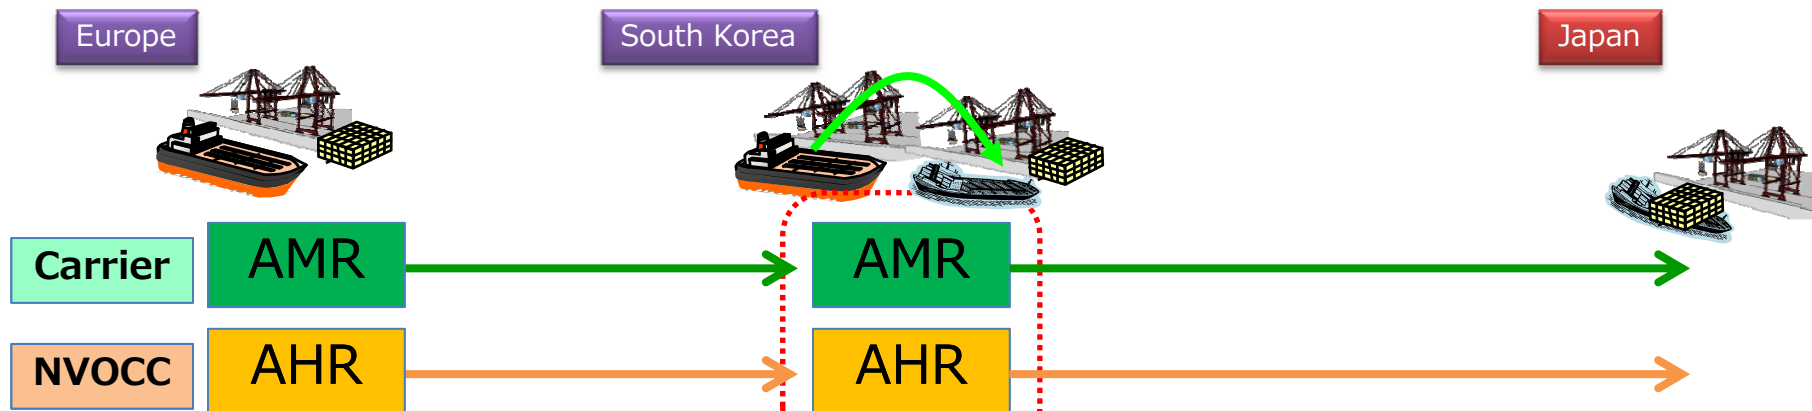 Europe
South Korea
Japan
Carrier
AMR
AMR
NVOCC
AHR
AHR